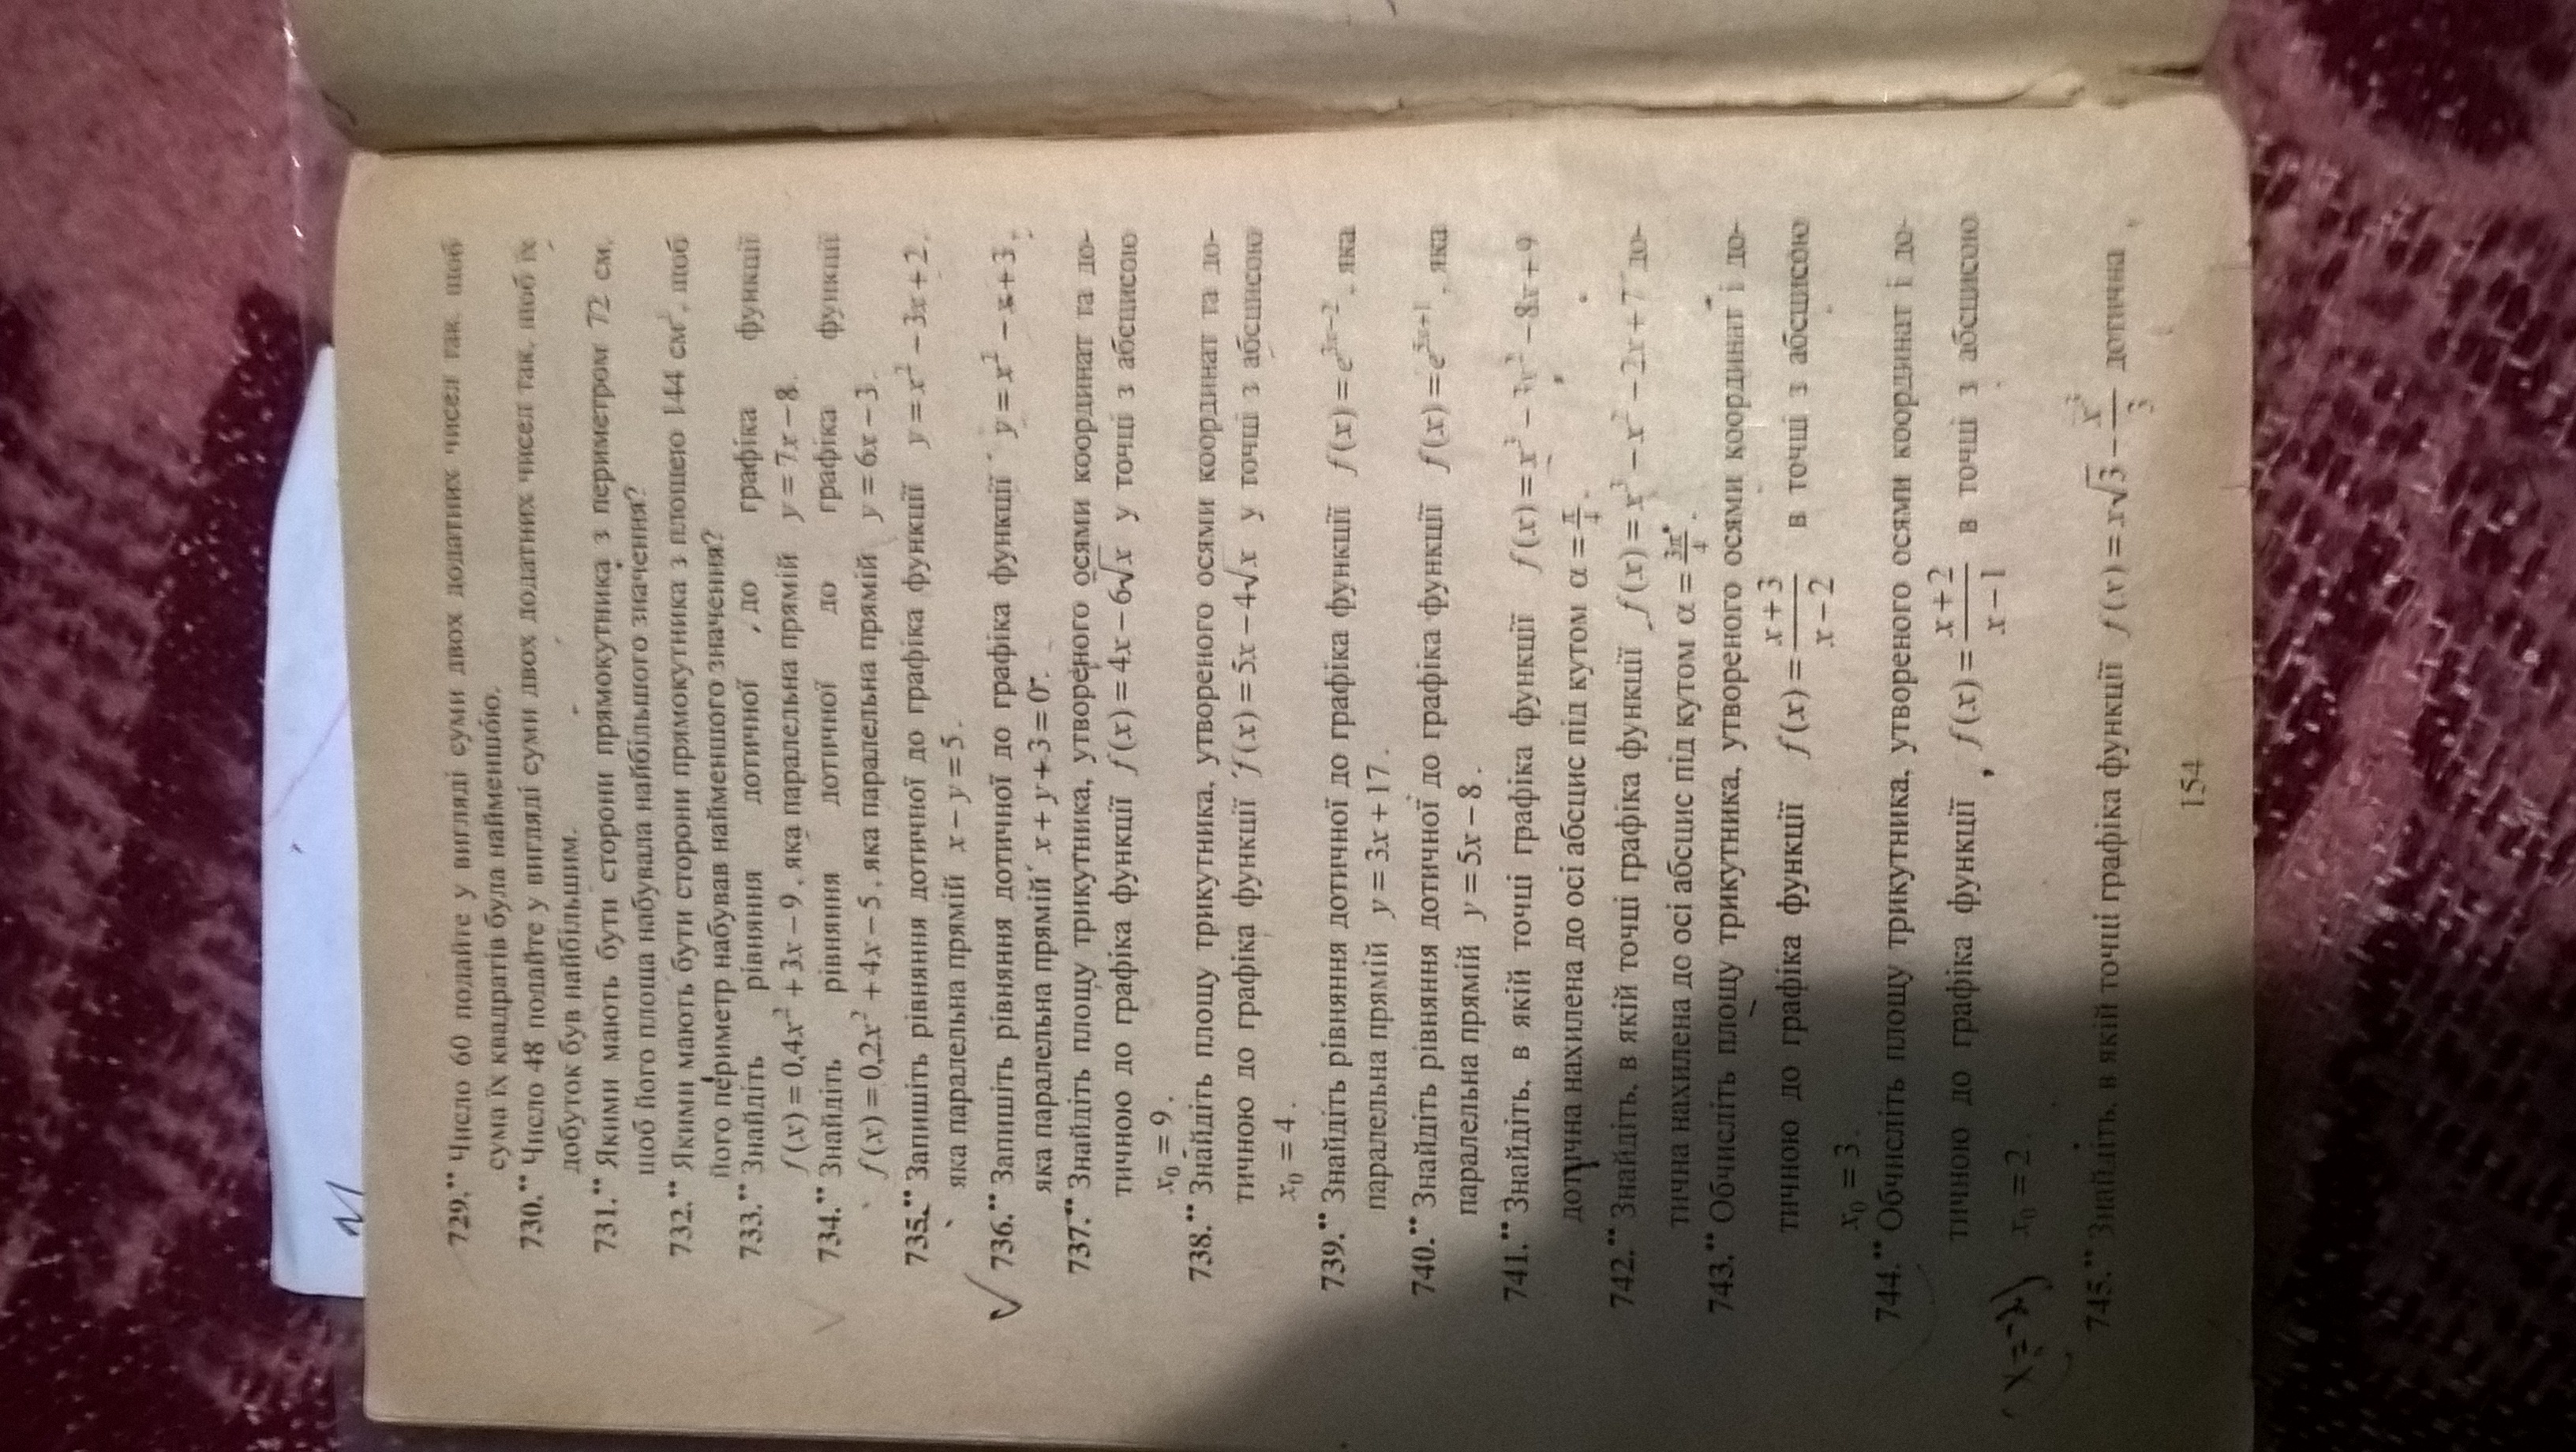 729.•• Число 60 подайте у вигляді суми двох додатних чисел так, щоб
сума їх квадратів була найменшою.
730.•• Число 48 подайте у вигляді суми двох додатних чисел так, щоб їх
добуток був найбільшим.
731.•• Якими мають бути сторони прямокутника з периметром 72 см,
щоб його площа набувала найбільшого значення?
732.•• Якими мають бути сторони прямокутника з площею 144 см², щоб
його периметр набував найменшого значення?
733.•• Знайдіть рівняння дотичної до графіка функції
f(x)=0,4x²+3x−9, яка паралельна прямій y=7x−8.
734.•• Знайдіть рівняння дотичної до графіка функції
f(x)=0,2x²+4x−5, яка паралельна прямій y=6x−3.
735.•• Запишіть рівняння дотичної до графіка функції y=x²−3x+2,
яка паралельна прямій x−y=5.
736.•• Запишіть рівняння дотичної до графіка функції y=x²−x+3,
яка паралельна прямій x+y+3=0.
737.•• Знайдіть площу трикутника, утвореного осями координат та до-
тичною до графіка функції f(x)=4x−6√x у точці з абсцисою
x₀=9.
738.•• Знайдіть площу трикутника, утвореного осями координат та до-
тичною до графіка функції f(x)=5x−4√x у точці з абсцисою
x₀=4.
739.•• Знайдіть рівняння дотичної до графіка функції f(x)=e³ˣ⁻², яка
паралельна прямій y=3x+17.
740.•• Знайдіть рівняння дотичної до графіка функції f(x)=e⁵ˣ⁺¹, яка
паралельна прямій y=5x−8.
741.•• Знайдіть, в якій точці графіка функції f(x)=x³−3x²−8x+9
дотична нахилена до осі абсцис під кутом α=π/4.
742.•• Знайдіть, в якій точці графіка функції f(x)=x³−x²−2x+7 до-
тична нахилена до осі абсцис під кутом α=3π/4.
743.•• Обчисліть площу трикутника, утвореного осями координат і до-
тичною до графіка функції f(x)=(x+3)/(x−2) в точці з абсцисою
x₀=3.
744.•• Обчисліть площу трикутника, утвореного осями координат і до-
тичною до графіка функції f(x)=(x+2)/(x−1) в точці з абсцисою
x₀=2.
745.•• Знайдіть, в якій точці графіка функції f(x)=x√3−x³/3 дотична
154